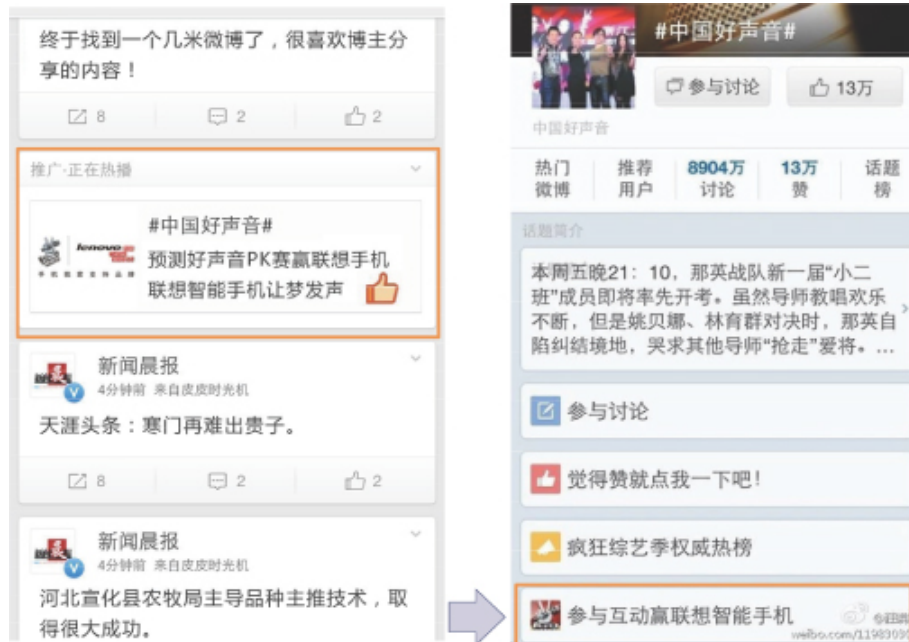 终于找到一个几米微博了，很喜欢博主分
享的内容！
8
2
2
推广·正在热播
#中国好声音#
lenovo
预测好声音PK赛赢联想手机
联想智能手机让梦发声
新闻晨报
4分钟前 来自皮皮时光机
天涯头条：寒门再难出贵子。
8
2
2
新闻晨报
4分钟前 来自皮皮时光机
河北宣化县农牧局主导品种主推技术，取
得很大成功。
#中国好声音#
参与讨论
13万
中国好声音
热门
微博
推荐
用户
8904万
讨论
13万
赞
话题
榜
话题简介
本周五晚21：10，那英战队新一届“小二
班”成员即将率先开考。虽然导师教唱欢乐
不断，但是姚贝娜、林育群对决时，那英自
陷纠结境地，哭求其他导师“抢走”爱将。...
参与讨论
觉得赞就点我一下吧！
疯狂综艺季权威热榜
参与互动赢联想智能手机